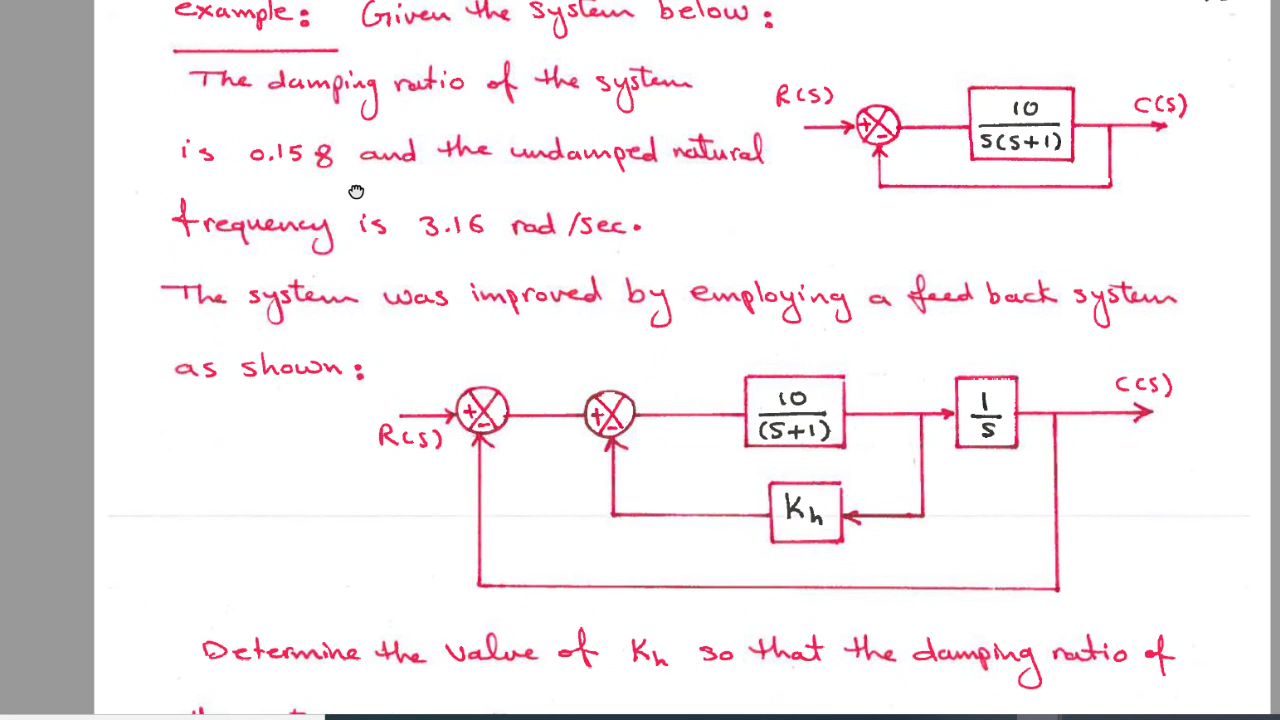 example: Given the system below:
The damping ratio of the system
is 0.158 and the undamped natural
frequency is 3.16 rad/sec.
R(S) + - 10 / S(S+1) C(S)
The system was improved by employing a feed back system
as shown:
R(S) + - + - 10 / (S+1) 1 / S C(S)
Kh
Determine the value of Kh so that the damping ratio of